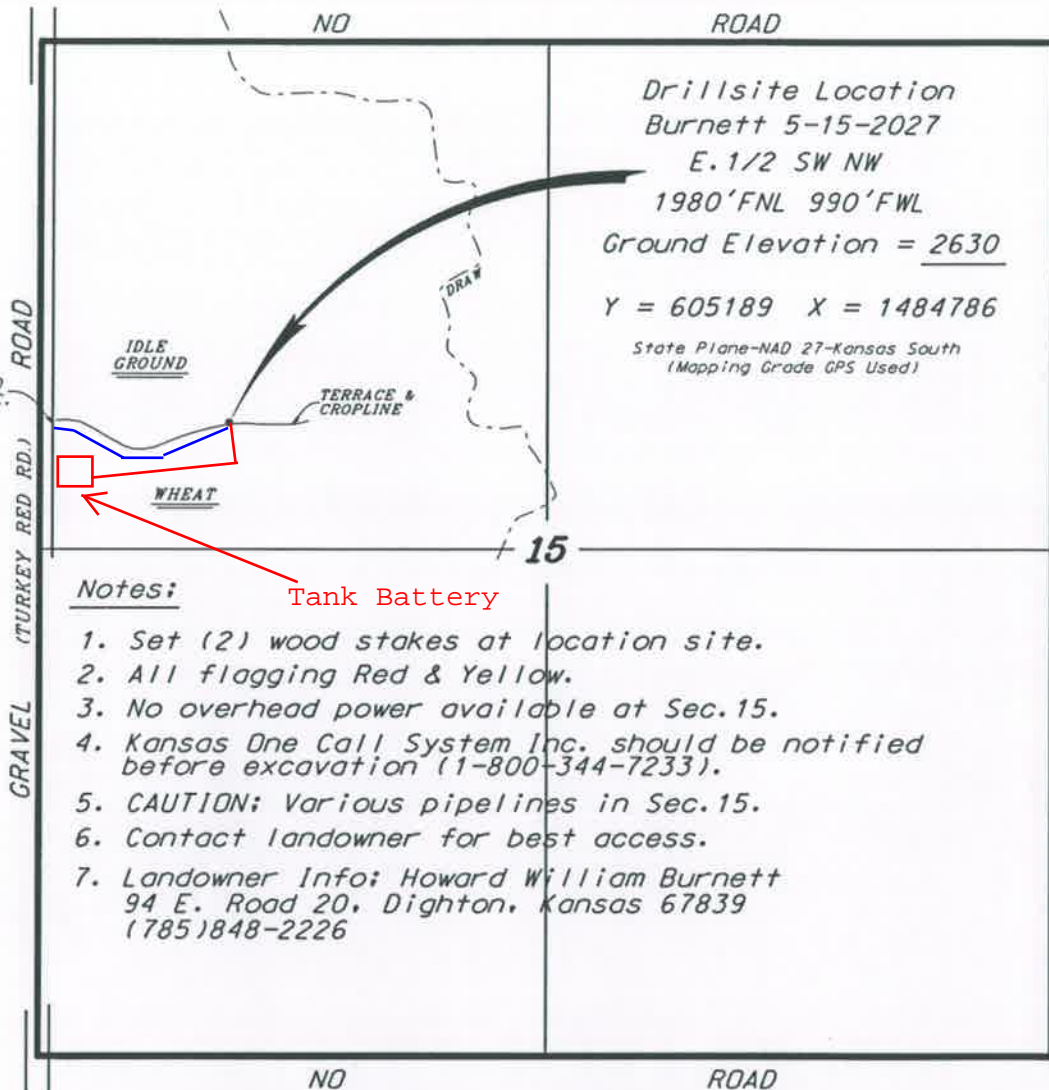 NO ROAD
Drillsite Location
Burnett 5-15-2027
E.1/2 SW NW
1980'FNL 990'FWL
Ground Elevation = 2630
Y = 605189 X = 1484786
State Plane-NAD 27-Kansas South
(Mapping Grade GPS Used)
DRAW
IDLE
GROUND
TERRACE &
CROPLINE
WHEAT
GRAVEL (TURKEY RED RD.) ROAD
15
Tank Battery
Notes:
1. Set (2) wood stakes at location site.
2. All flagging Red & Yellow.
3. No overhead power available at Sec.15.
4. Kansas One Call System Inc. should be notified
before excavation (1-800-344-7233).
5. CAUTION: Various pipelines in Sec.15.
6. Contact landowner for best access.
7. Landowner Info: Howard William Burnett
94 E. Road 20, Dighton, Kansas 67839
(785)848-2226
NO ROAD